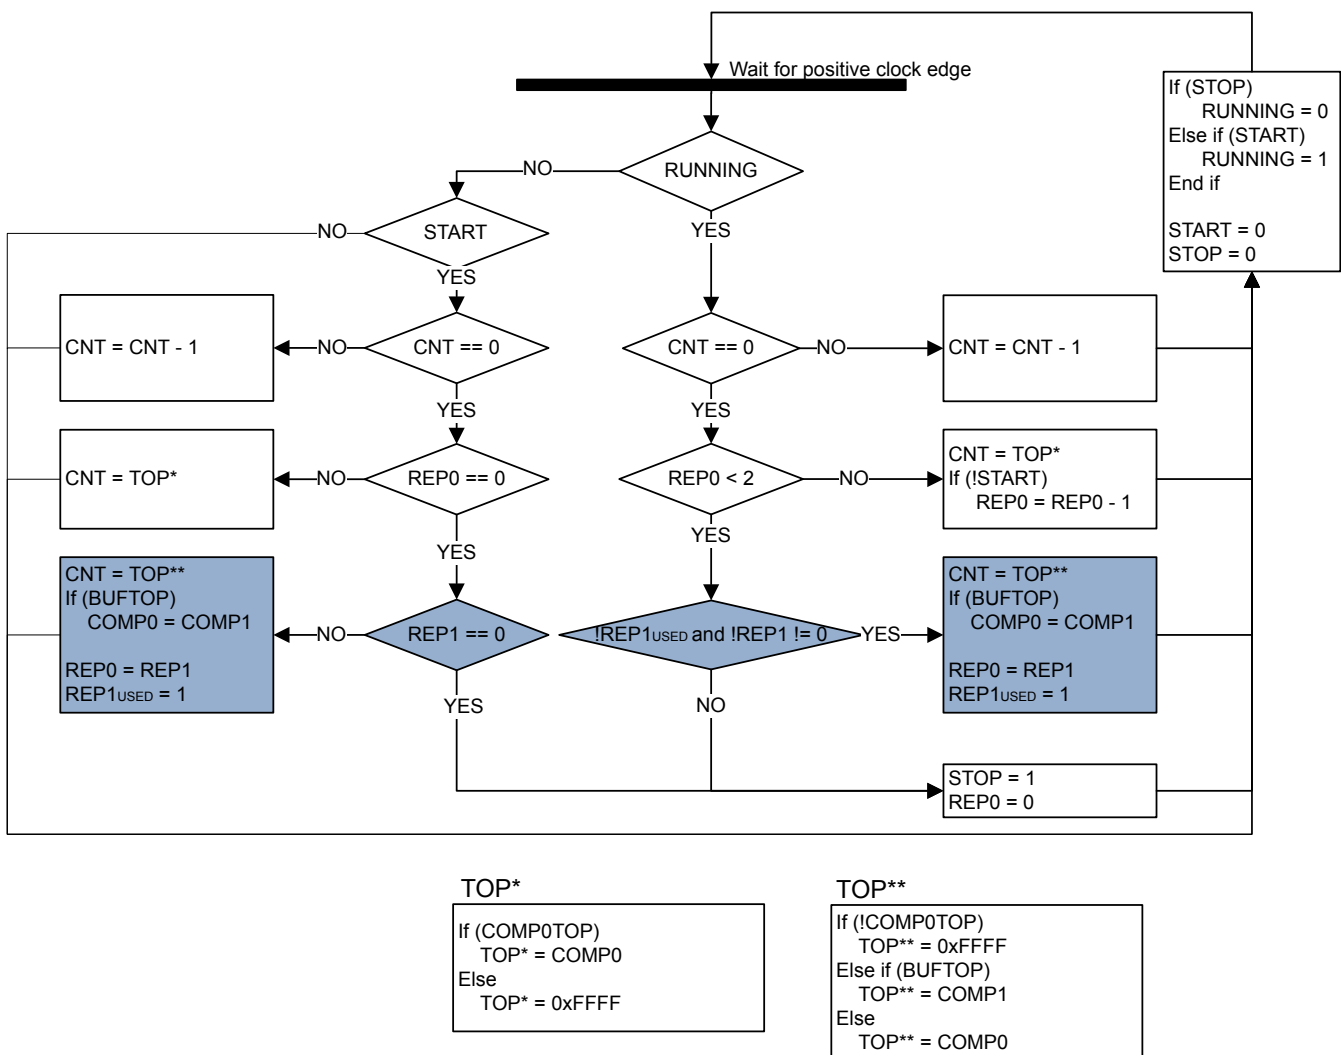 Wait for positive clock edge
If (STOP)
RUNNING = 0
Else if (START)
RUNNING = 1
End if
START = 0
STOP = 0
RUNNING
NO
YES
START
NO
YES
CNT = CNT - 1
NO
CNT == 0
YES
CNT == 0
NO
YES
CNT = CNT - 1
CNT = TOP*
NO
REP0 == 0
YES
REP0 < 2
NO
YES
CNT = TOP*
If (!START)
REP0 = REP0 - 1
CNT = TOP**
If (BUFTOP)
COMP0 = COMP1
REP0 = REP1
REP1USED = 1
NO
REP1 == 0
YES
!REP1USED and !REP1 != 0
YES
NO
CNT = TOP**
If (BUFTOP)
COMP0 = COMP1
REP0 = REP1
REP1USED = 1
STOP = 1
REP0 = 0
TOP*
If (COMP0TOP)
TOP* = COMP0
Else
TOP* = 0xFFFF
TOP**
If (!COMP0TOP)
TOP** = 0xFFFF
Else if (BUFTOP)
TOP** = COMP1
Else
TOP** = COMP0